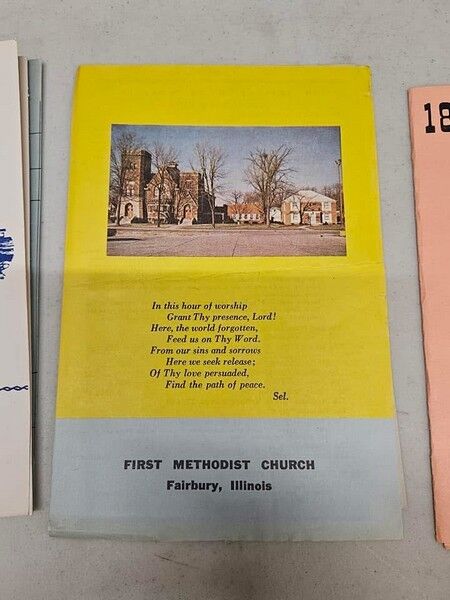 In this hour of worship
Grant Thy presence, Lord!
Here, the world forgotten,
Feed us on Thy Word.
From our sins and sorrows
Here we seek release;
Of Thy love persuaded,
Find the path of peace.
Sel.
FIRST METHODIST CHURCH
Fairbury, Illinois
18